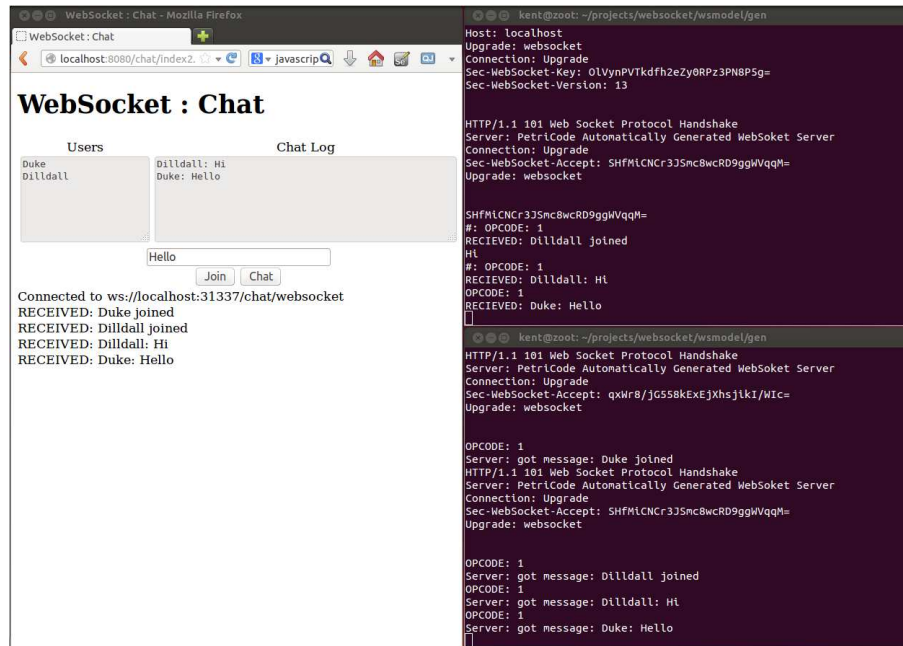 WebSocket : Chat - Mozilla Firefox
WebSocket : Chat
localhost:8080/chat/index2.
javascrip
WebSocket : Chat
Users
Chat Log
Duke
Dilldall
Dilldall: Hi
Duke: Hello
Hello
Join
Chat
Connected to ws://localhost:31337/chat/websocket
RECEIVED: Duke joined
RECEIVED: Dilldall joined
RECEIVED: Dilldall: Hi
RECEIVED: Duke: Hello
kent@zoot: ~/projects/websocket/wsmodel/gen
Host: localhost
Upgrade: websocket
Connection: Upgrade
Sec-WebSocket-Key: OlVynPVTkdfh2eZy0RPz3PN8P5g=
Sec-WebSocket-Version: 13
HTTP/1.1 101 Web Socket Protocol Handshake
Server: PetriCode Automatically Generated WebSoket Server
Connection: Upgrade
Sec-WebSocket-Accept: SHfMiCNCr3JSmc8wcRD9ggWVqqM=
Upgrade: websocket
SHfMiCNCr3JSmc8wcRD9ggWVqqM=
#: OPCODE: 1
RECIEVED: Dilldall joined
Hi
#: OPCODE: 1
RECIEVED: Dilldall: Hi
OPCODE: 1
RECIEVED: Duke: Hello
kent@zoot: ~/projects/websocket/wsmodel/gen
HTTP/1.1 101 Web Socket Protocol Handshake
Server: PetriCode Automatically Generated WebSoket Server
Connection: Upgrade
Sec-WebSocket-Accept: qxWr8/jG558kExEjXhsjikI/WIc=
Upgrade: websocket
OPCODE: 1
Server: got message: Duke joined
HTTP/1.1 101 Web Socket Protocol Handshake
Server: PetriCode Automatically Generated WebSoket Server
Connection: Upgrade
Sec-WebSocket-Accept: SHfMiCNCr3JSmc8wcRD9ggWVqqM=
Upgrade: websocket
OPCODE: 1
Server: got message: Dilldall joined
OPCODE: 1
Server: got message: Dilldall: Hi
OPCODE: 1
Server: got message: Duke: Hello